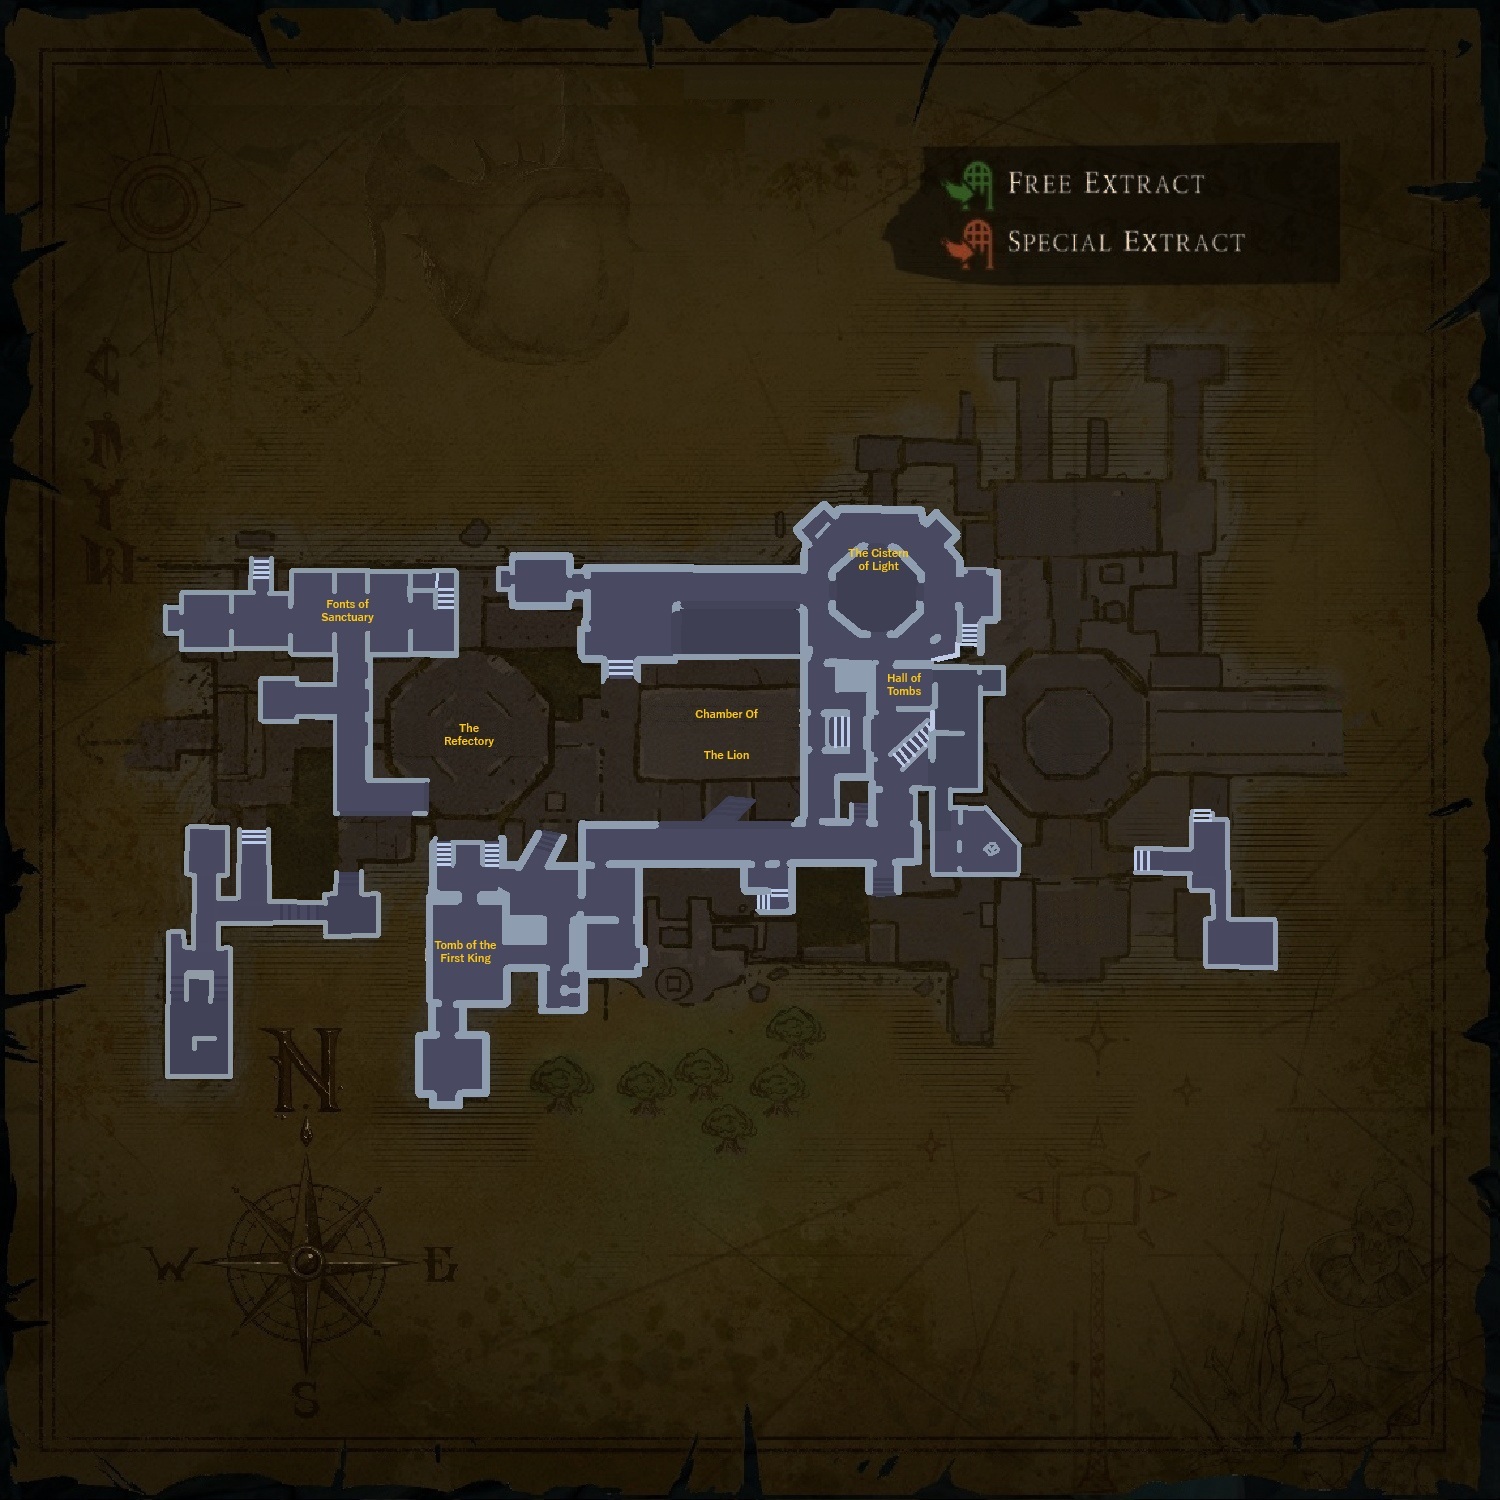 Free Extract
Special Extract
The Cistern
of Light
Fonts of
Sanctuary
Hall of
Tombs
The
Refectory
Chamber Of
The Lion
Tomb of the
First King
N
W
E
S